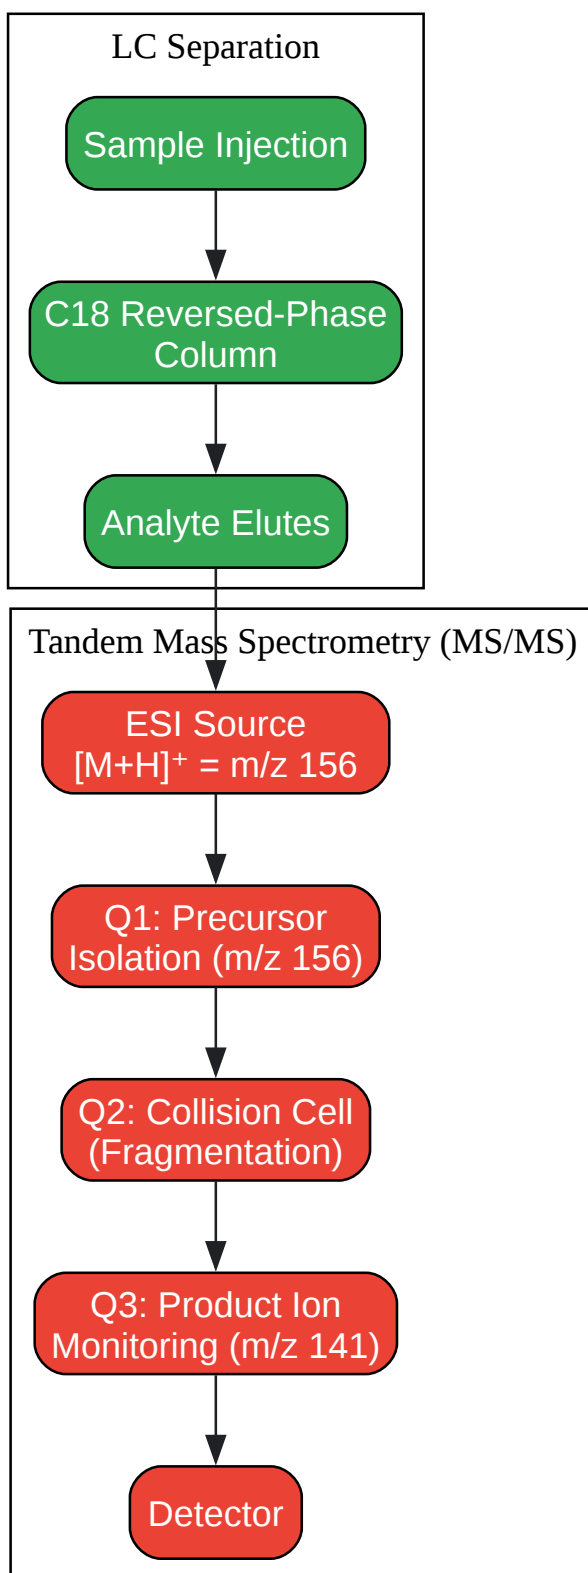 LC Separation
Sample Injection
C18 Reversed-Phase
Column
Analyte Elutes
Tandem Mass Spectrometry (MS/MS)
ESI Source
[M+H]⁺ = m/z 156
Q1: Precursor
Isolation (m/z 156)
Q2: Collision Cell
(Fragmentation)
Q3: Product Ion
Monitoring (m/z 141)
Detector